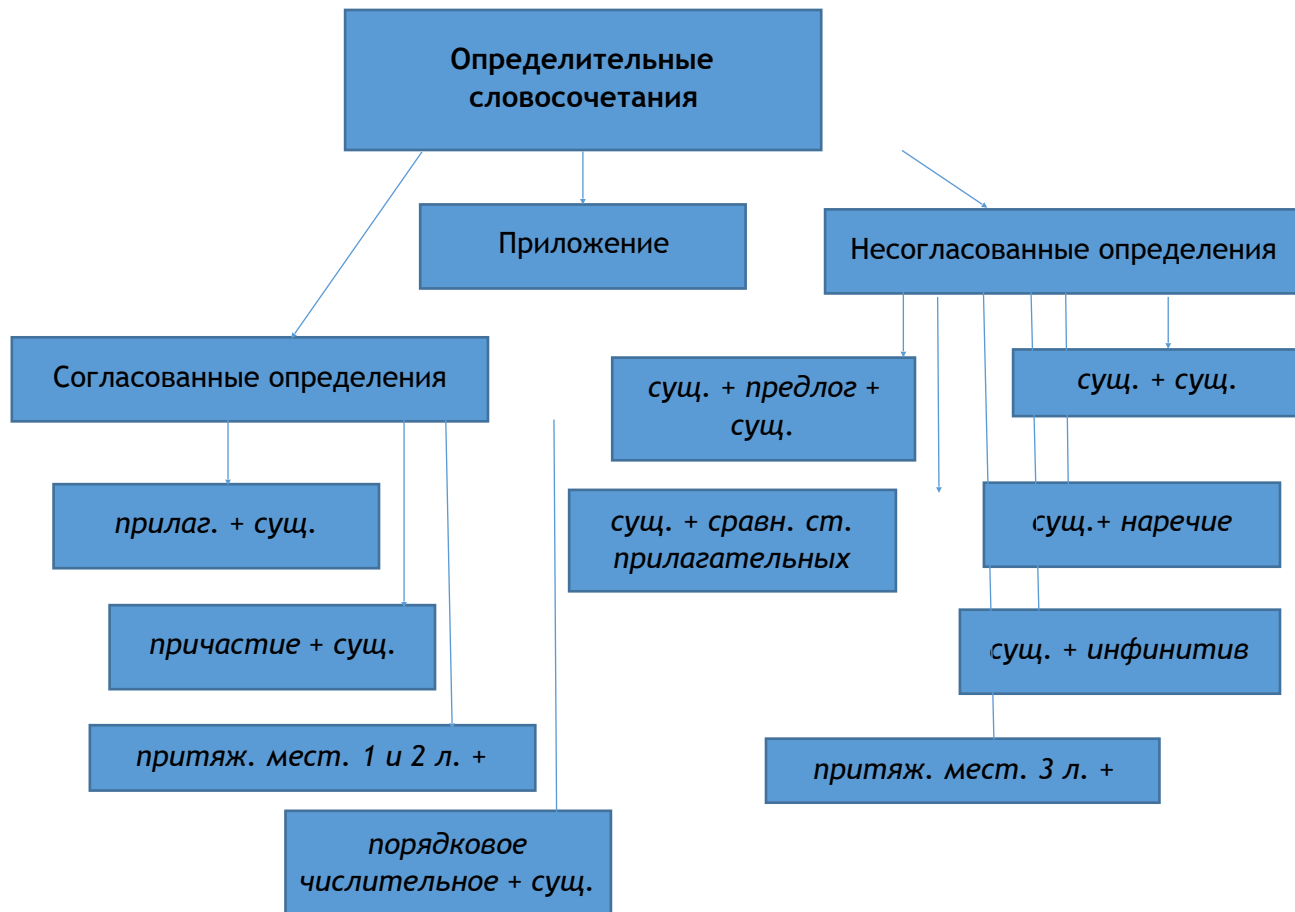 Определительные
словосочетания
Приложение
Несогласованные определения
Согласованные определения
сущ. + предлог +
сущ.
сущ. + сущ.
прилаг. + сущ.
сущ. + сравн. ст.
прилагательных
сущ.+ наречие
причастие + сущ.
сущ. + инфинитив
притяж. мест. 1 и 2 л. +
притяж. мест. 3 л. +
порядковое
числительное + сущ.